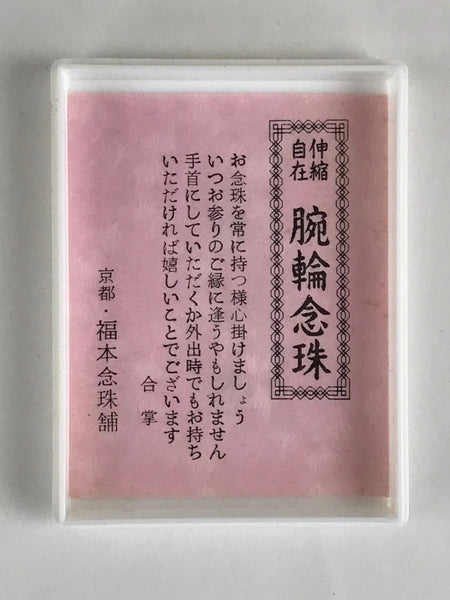 伸縮
自在
腕輪念珠
お念珠を常に持つ様心掛けましょう
いつお参りのご縁に逢うやもしれません
手首にしていただくか外出時でもお持ち
いただければ嬉しいことでございます
合掌
京都・福本念珠舗